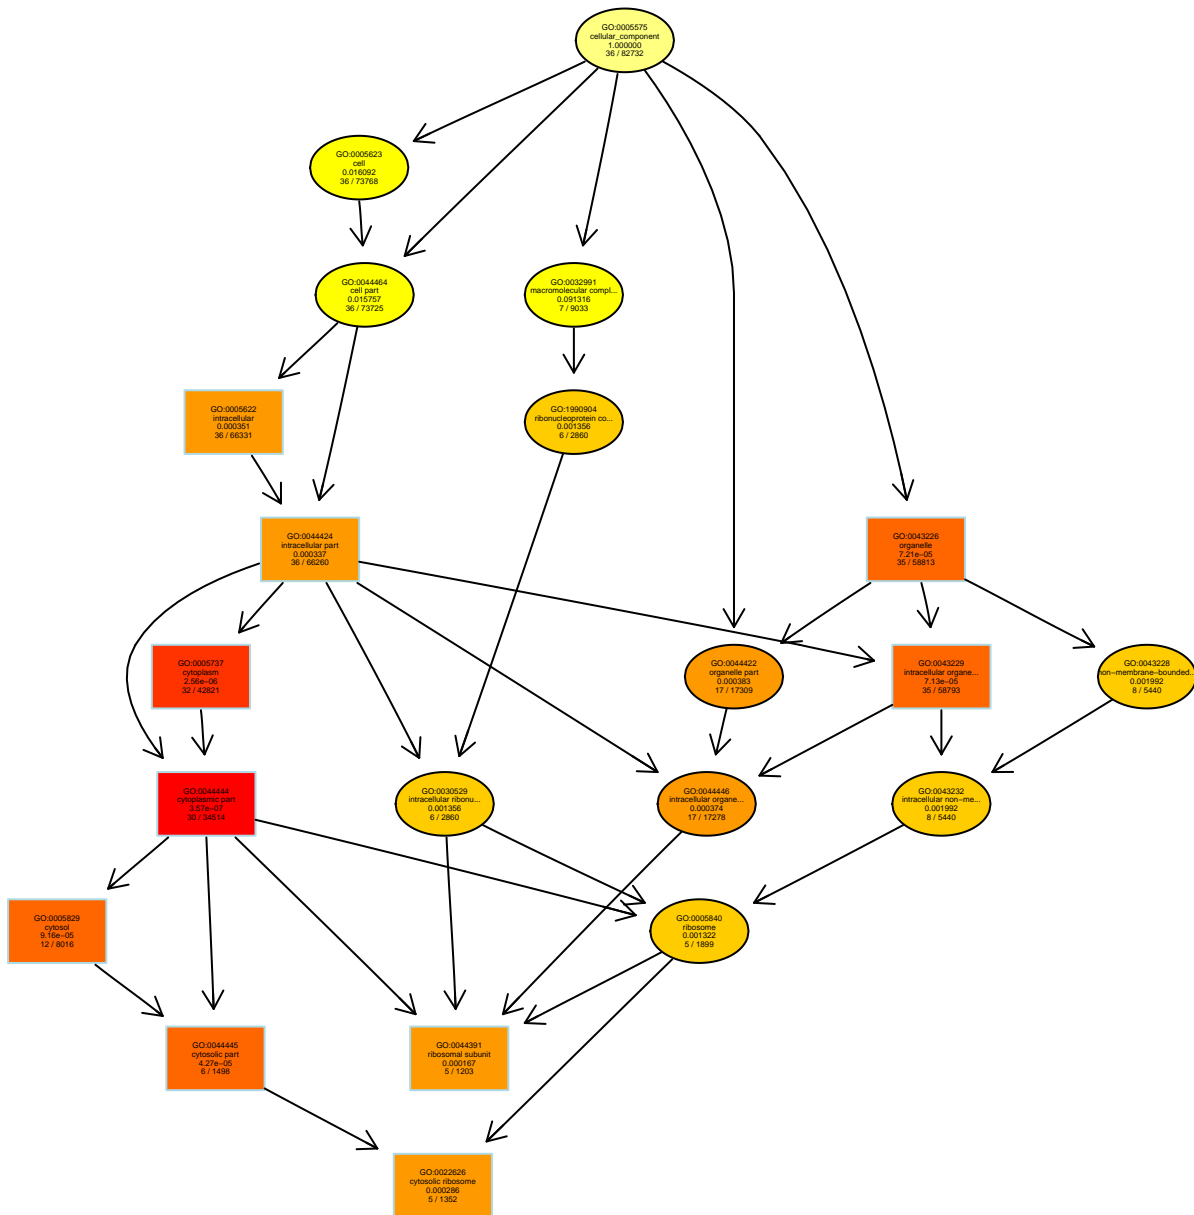 GO:0005575
cellular_component
1.000000
36 / 82732
GO:0005623
cell
0.016092
36 / 73768
GO:0044464
cell part
0.015757
36 / 73725
GO:0032991
macromolecular compl...
0.091316
7 / 9033
GO:0005622
intracellular
0.000351
36 / 66331
GO:1990904
ribonucleoprotein co...
0.001356
6 / 2860
GO:0044424
intracellular part
0.000337
36 / 66260
GO:0043226
organelle
7.21e−05
35 / 58813
GO:0005737
cytoplasm
2.56e−06
32 / 42821
GO:0044422
organelle part
0.000383
17 / 17309
GO:0043229
intracellular organe...
7.13e−05
35 / 58793
GO:0043228
non−membrane−bounded...
0.001992
8 / 5440
GO:0044444
cytoplasmic part
3.57e−07
30 / 34514
GO:0030529
intracellular ribonu...
0.001356
6 / 2860
GO:0044446
intracellular organe...
0.000374
17 / 17278
GO:0043232
intracellular non−me...
0.001992
8 / 5440
GO:0005829
cytosol
9.16e−05
12 / 8016
GO:0005840
ribosome
0.001322
5 / 1899
GO:0044445
cytosolic part
4.27e−05
6 / 1498
GO:0044391
ribosomal subunit
0.000167
5 / 1203
GO:0022626
cytosolic ribosome
0.000286
5 / 1352